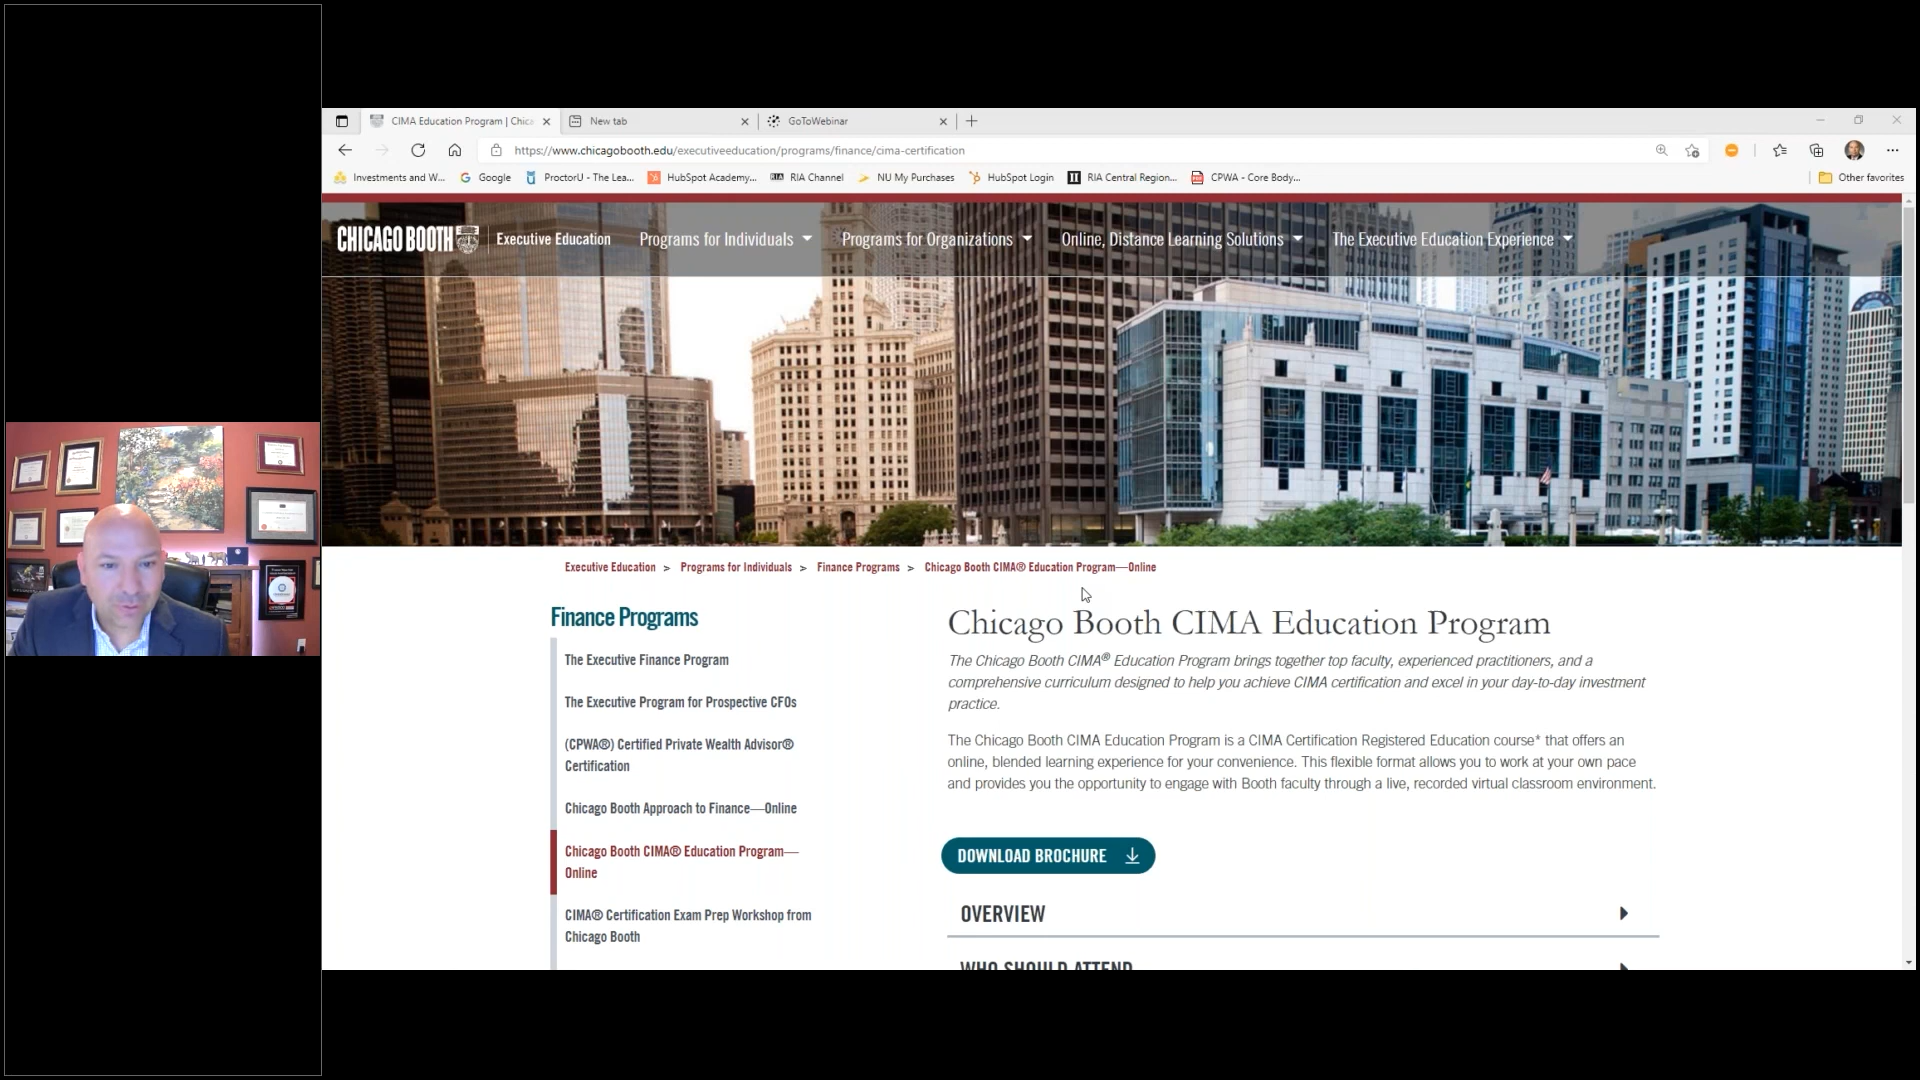 CIMA Education Program | Chica
New tab
GoToWebinar
https://www.chicagobooth.edu/executiveeducation/programs/finance/cima-certification
Investments and W...
Google
ProctorU - The Lea...
HubSpot Academy,...
RIA Channel
NU My Purchases
HubSpot Login
RIA Central Region...
CPWA - Core Body...
Other favorites
CHICAGO BOOTH
Executive Education
Programs for Individuals
Programs for Organizations
Online, Distance Learning Solutions
The Executive Education Experience
Executive Education > Programs for Individuals > Finance Programs > Chicago Booth CIMA® Education Program—Online
Finance Programs
The Executive Finance Program
The Executive Program for Prospective CFOs
(CPWA®) Certified Private Wealth Advisor®
Certification
Chicago Booth Approach to Finance—Online
Chicago Booth CIMA® Education Program—
Online
CIMA® Certification Exam Prep Workshop from
Chicago Booth
Chicago Booth CIMA Education Program
The Chicago Booth CIMA® Education Program brings together top faculty, experienced practitioners, and a
comprehensive curriculum designed to help you achieve CIMA certification and excel in your day-to-day investment
practice.
The Chicago Booth CIMA Education Program is a CIMA Certification Registered Education course* that offers an
online, blended learning experience for your convenience. This flexible format allows you to work at your own pace
and provides you the opportunity to engage with Booth faculty through a live, recorded virtual classroom environment.
DOWNLOAD BROCHURE
OVERVIEW
WHO SHOULD ATTEND